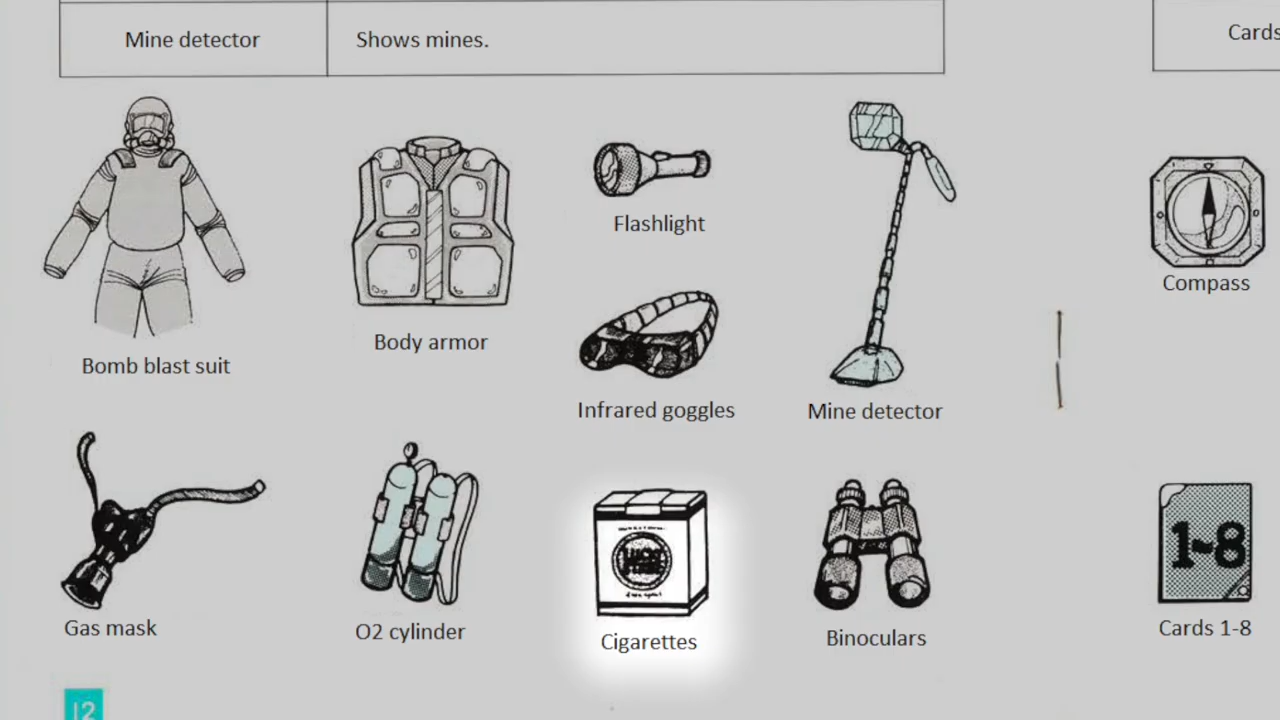 Mine detector
Shows mines.
Cards
Flashlight
Compass
Body armor
Bomb blast suit
Infrared goggles
Mine detector
1-8
Gas mask
O2 cylinder
Cigarettes
Binoculars
Cards 1-8
12